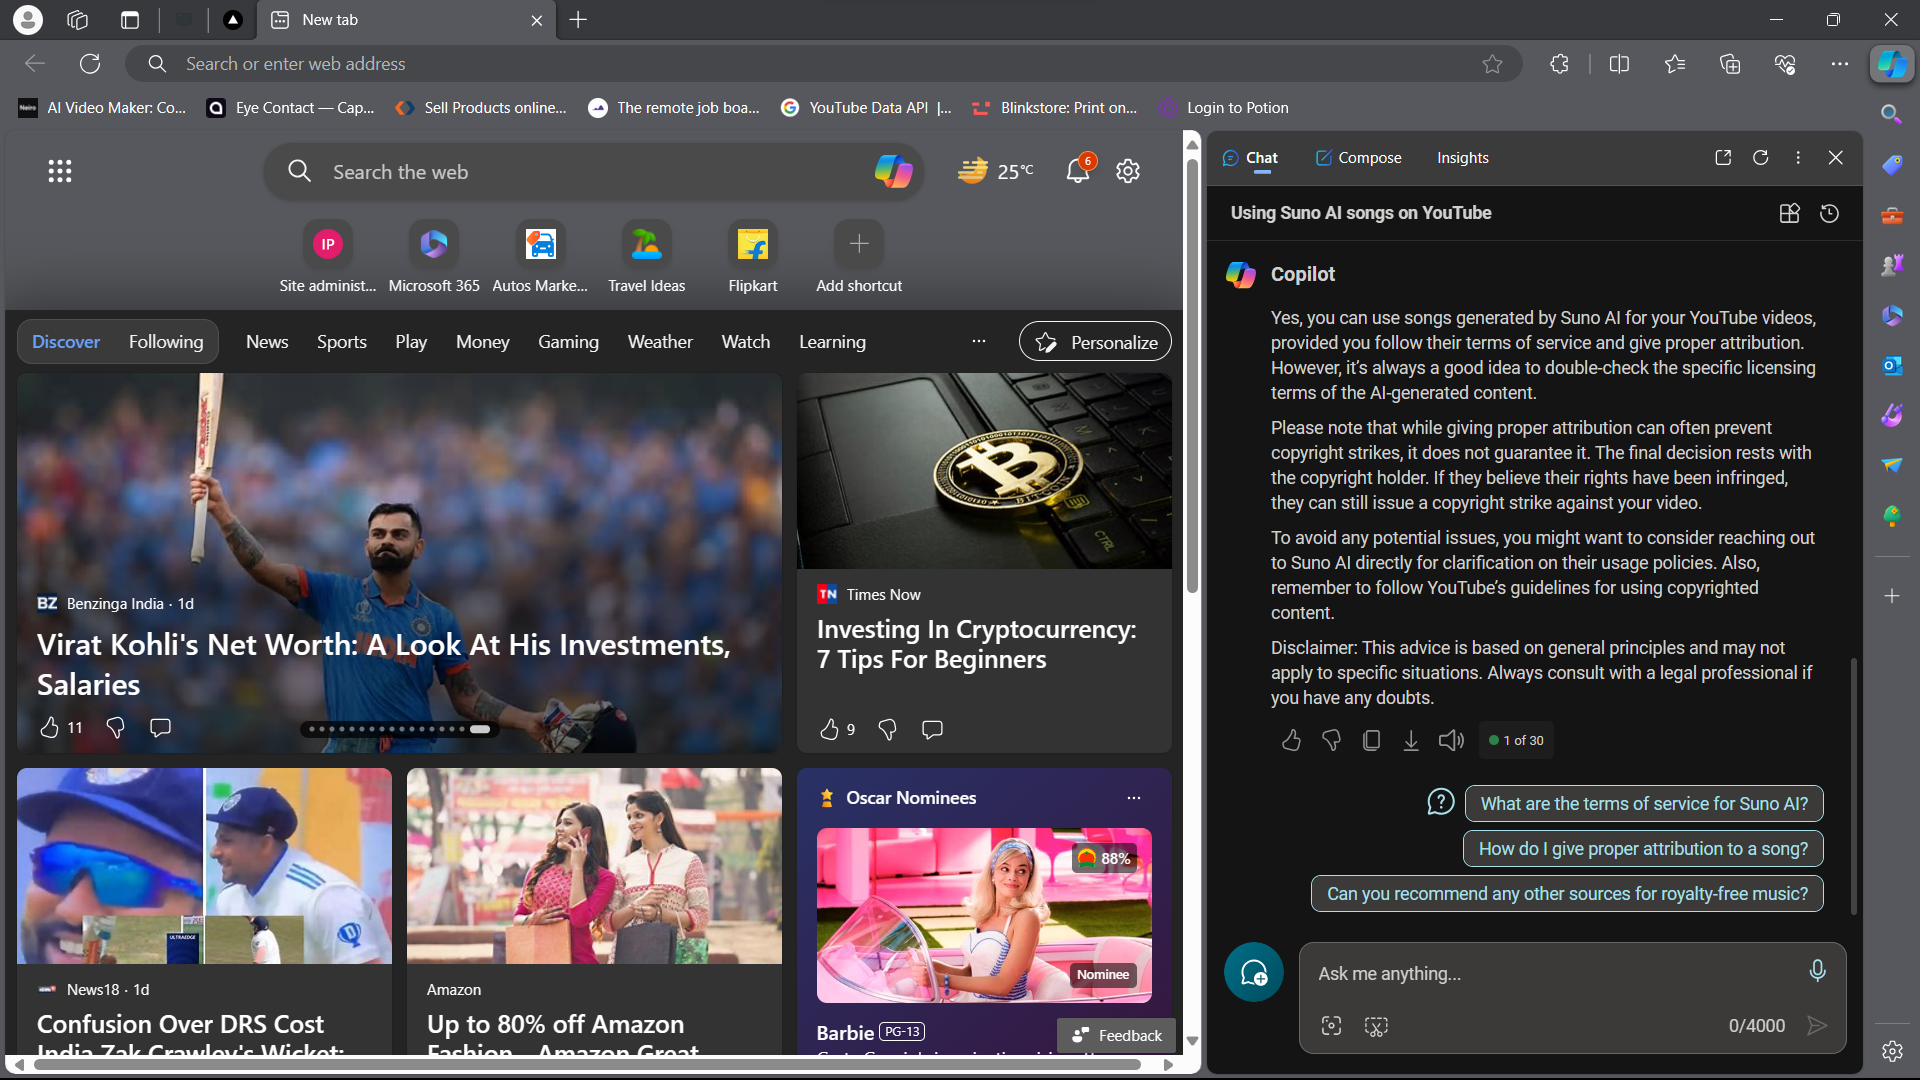 New tab
Search or enter web address
AI Video Maker: Co...
Eye Contact — Cap...
Sell Products online...
The remote job boa...
YouTube Data API |...
Blinkstore: Print on...
Login to Potion
Search the web
25°C
6
IP
Site administ...
Microsoft 365
Autos Marke...
Travel Ideas
Flipkart
Add shortcut
Discover
Following
News
Sports
Play
Money
Gaming
Weather
Watch
Learning
...
Personalize
BZ Benzinga India · 1d
Virat Kohli's Net Worth: A Look At His Investments,
Salaries
11
TN Times Now
Investing In Cryptocurrency:
7 Tips For Beginners
9
News18 · 1d
Confusion Over DRS Cost
India Zak Crawley's Wicket:
Amazon
Up to 80% off Amazon
Fashion - Amazon Great
Oscar Nominees
88%
Nominee
Barbie PG-13
Feedback
Chat
Compose
Insights
Using Suno AI songs on YouTube
Copilot
Yes, you can use songs generated by Suno AI for your YouTube videos,
provided you follow their terms of service and give proper attribution.
However, it's always a good idea to double-check the specific licensing
terms of the AI-generated content.
Please note that while giving proper attribution can often prevent
copyright strikes, it does not guarantee it. The final decision rests with
the copyright holder. If they believe their rights have been infringed,
they can still issue a copyright strike against your video.
To avoid any potential issues, you might want to consider reaching out
to Suno AI directly for clarification on their usage policies. Also,
remember to follow YouTube's guidelines for using copyrighted
content.
Disclaimer: This advice is based on general principles and may not
apply to specific situations. Always consult with a legal professional if
you have any doubts.
1 of 30
What are the terms of service for Suno AI?
How do I give proper attribution to a song?
Can you recommend any other sources for royalty-free music?
Ask me anything...
0/4000